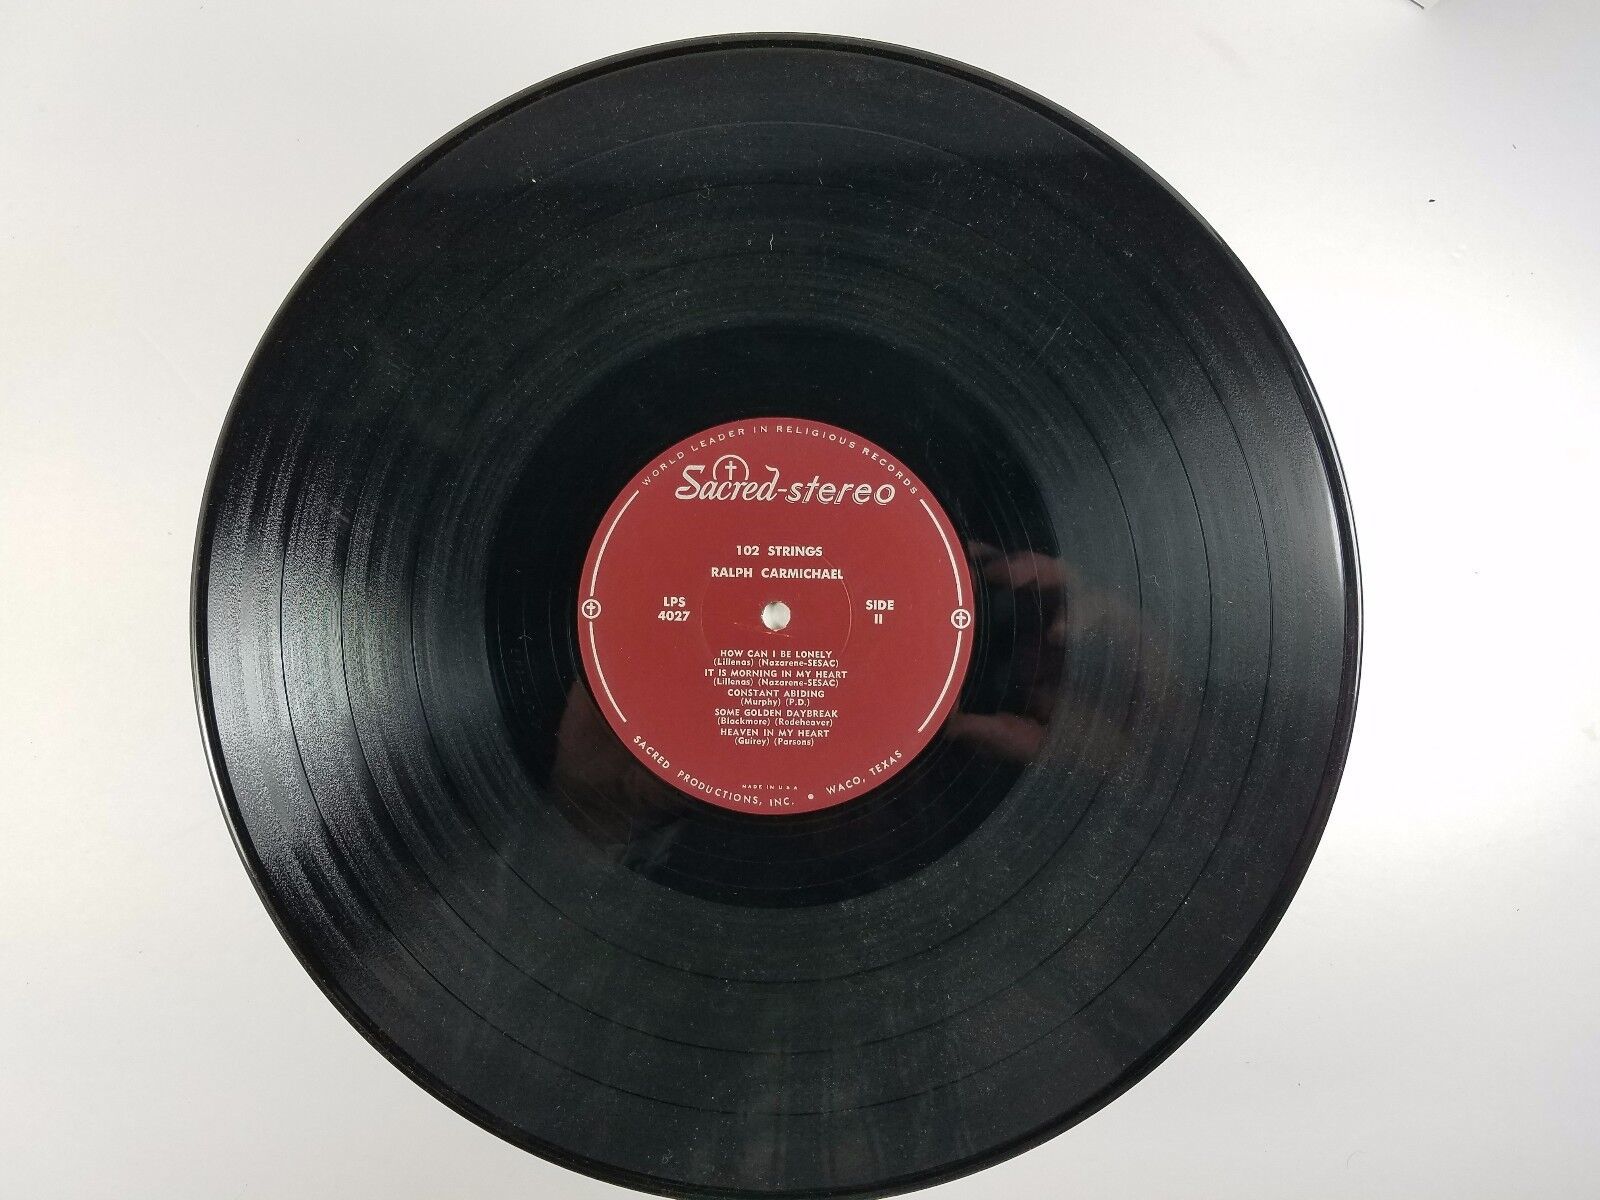 WORLD LEADER IN RELIGIOUS RECORDS
Sacred-stereo
102 STRINGS
RALPH CARMICHAEL
LPS
4027
SIDE
II
HOW CAN I BE LONELY
(Lillenas) (Nazarene-SESAC)
IT IS MORNING IN MY HEART
(Lillenas) (Nazarene-SESAC)
CONSTANT ABIDING
(Murphy) (P.D.)
SOME GOLDEN DAYBREAK
(Blackmore) (Rodeheaver)
HEAVEN IN MY HEART
(Guirey) (Parsons)
MADE IN U.S.A
SACRED PRODUCTIONS, INC. • WACO, TEXAS